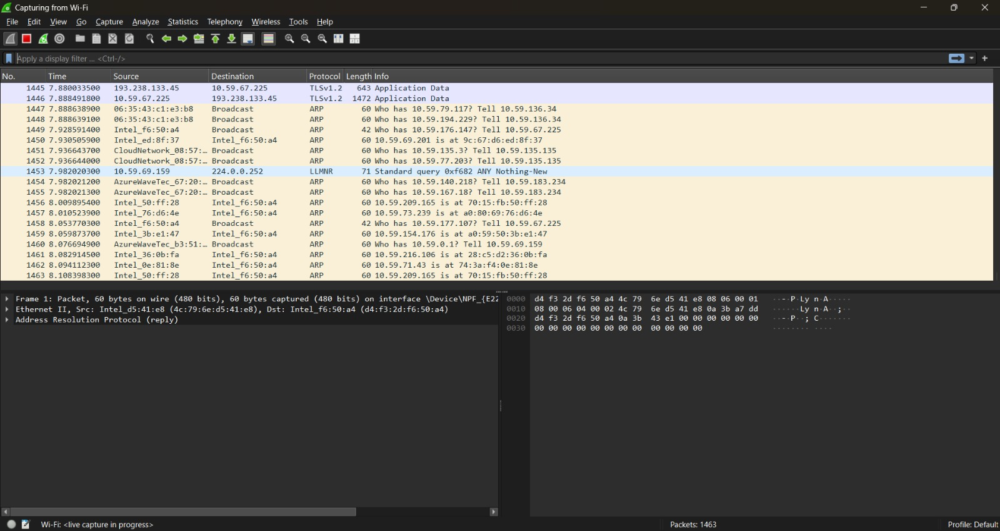 Capturing from Wi-Fi
File Edit View Go Capture Analyze Statistics Telephony Wireless Tools Help
Apply a display filter ... <Ctrl-/>
No. Time Source Destination Protocol Length Info
1445 7.880033500 193.238.133.45 10.59.67.225 TLSv1.2 643 Application Data
1446 7.888491800 10.59.67.225 193.238.133.45 TLSv1.2 1472 Application Data
1447 7.888638900 06:35:43:c1:e3:b8 Broadcast ARP 60 Who has 10.59.79.117? Tell 10.59.136.34
1448 7.888639100 06:35:43:c1:e3:b8 Broadcast ARP 60 Who has 10.59.194.229? Tell 10.59.136.34
1449 7.928591400 Intel_f6:50:a4 Broadcast ARP 42 Who has 10.59.176.147? Tell 10.59.67.225
1450 7.930505900 Intel_ed:8f:37 Intel_f6:50:a4 ARP 60 10.59.69.201 is at 9c:67:d6:ed:8f:37
1451 7.936643700 CloudNetwork_08:57:… Broadcast ARP 60 Who has 10.59.135.3? Tell 10.59.135.135
1452 7.936644000 CloudNetwork_08:57:… Broadcast ARP 60 Who has 10.59.77.203? Tell 10.59.135.135
1453 7.982020300 10.59.69.159 224.0.0.252 LLMNR 71 Standard query 0xf682 ANY Nothing-New
1454 7.982021200 AzureWaveTec_67:20:… Broadcast ARP 60 Who has 10.59.140.218? Tell 10.59.183.234
1455 7.982021300 AzureWaveTec_67:20:… Broadcast ARP 60 Who has 10.59.167.18? Tell 10.59.183.234
1456 8.009895400 Intel_50:ff:28 Intel_f6:50:a4 ARP 60 10.59.209.165 is at 70:15:fb:50:ff:28
1457 8.010523900 Intel_76:d6:4e Intel_f6:50:a4 ARP 60 10.59.73.239 is at a0:80:69:76:d6:4e
1458 8.053770300 Intel_f6:50:a4 Broadcast ARP 42 Who has 10.59.177.107? Tell 10.59.67.225
1459 8.059873700 Intel_3b:e1:47 Intel_f6:50:a4 ARP 60 10.59.154.176 is at a0:59:50:3b:e1:47
1460 8.076694900 AzureWaveTec_b3:51:… Broadcast ARP 60 Who has 10.59.0.1? Tell 10.59.69.159
1461 8.082914500 Intel_36:0b:fa Intel_f6:50:a4 ARP 60 10.59.216.106 is at 28:c5:d2:36:0b:fa
1462 8.094112300 Intel_0e:81:8e Intel_f6:50:a4 ARP 60 10.59.71.43 is at 74:3a:f4:0e:81:8e
1463 8.108398300 Intel_50:ff:28 Intel_f6:50:a4 ARP 60 10.59.209.165 is at 70:15:fb:50:ff:28
Frame 1: Packet, 60 bytes on wire (480 bits), 60 bytes captured (480 bits) on interface \Device\NPF_{E22
Ethernet II, Src: Intel_d5:41:e8 (4c:79:6e:d5:41:e8), Dst: Intel_f6:50:a4 (d4:f3:2d:f6:50:a4)
Address Resolution Protocol (reply)
0000 d4 f3 2d f6 50 a4 4c 79 6e d5 41 e8 08 06 00 01 ··-·P·Ly n·A·····
0010 08 00 06 04 00 02 4c 79 6e d5 41 e8 0a 3b a7 dd ······Ly n·A··;··
0020 d4 f3 2d f6 50 a4 0a 3b 43 e1 00 00 00 00 00 00 ··-·P··; C·······
0030 00 00 00 00 00 00 00 00 00 00 00 00 ········ ····
Wi-Fi: <live capture in progress>
Packets: 1463
Profile: Default